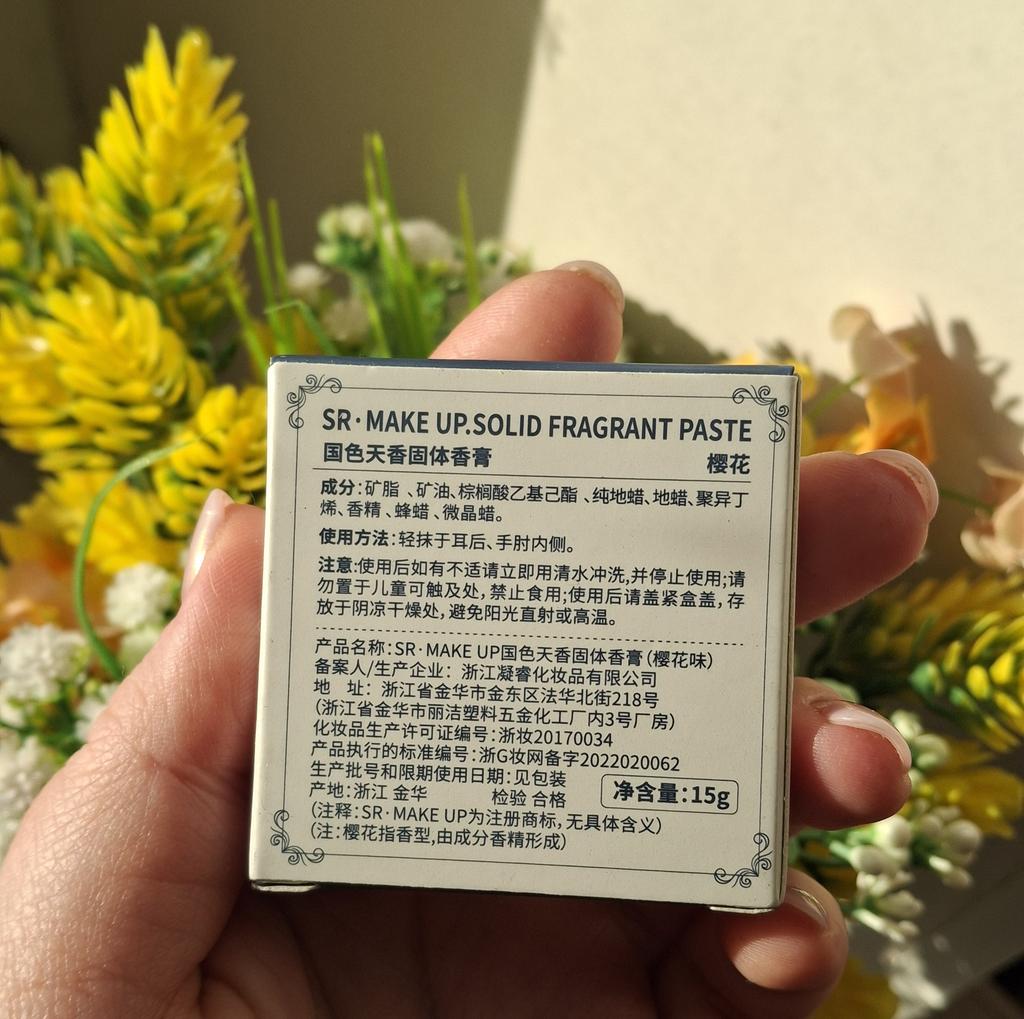 SR·MAKE UP.SOLID FRAGRANT PASTE
国色天香固体香膏 樱花
成分:矿脂、矿油、棕榈酸乙基己酯、纯地蜡、地蜡、聚异丁
烯、香精、蜂蜡、微晶蜡。
使用方法:轻抹于耳后、手肘内侧。
注意:使用后如有不适请立即用清水冲洗,并停止使用;请
勿置于儿童可触及处,禁止食用;使用后请盖紧盒盖,存
放于阴凉干燥处,避免阳光直射或高温。
产品名称:SR·MAKE UP国色天香固体香膏(樱花味)
备案人/生产企业:浙江凝睿化妆品有限公司
地 址:浙江省金华市金东区法华北街218号
(浙江省金华市丽洁塑料五金化工厂内3号厂房)
化妆品生产许可证编号:浙妆20170034
产品执行的标准编号:浙G妆网备字2022020062
生产批号和限期使用日期:见包装
产地:浙江 金华 检验 合格
净含量:15g
(注释:SR·MAKE UP为注册商标,无具体含义)
(注:樱花指香型,由成分香精形成)